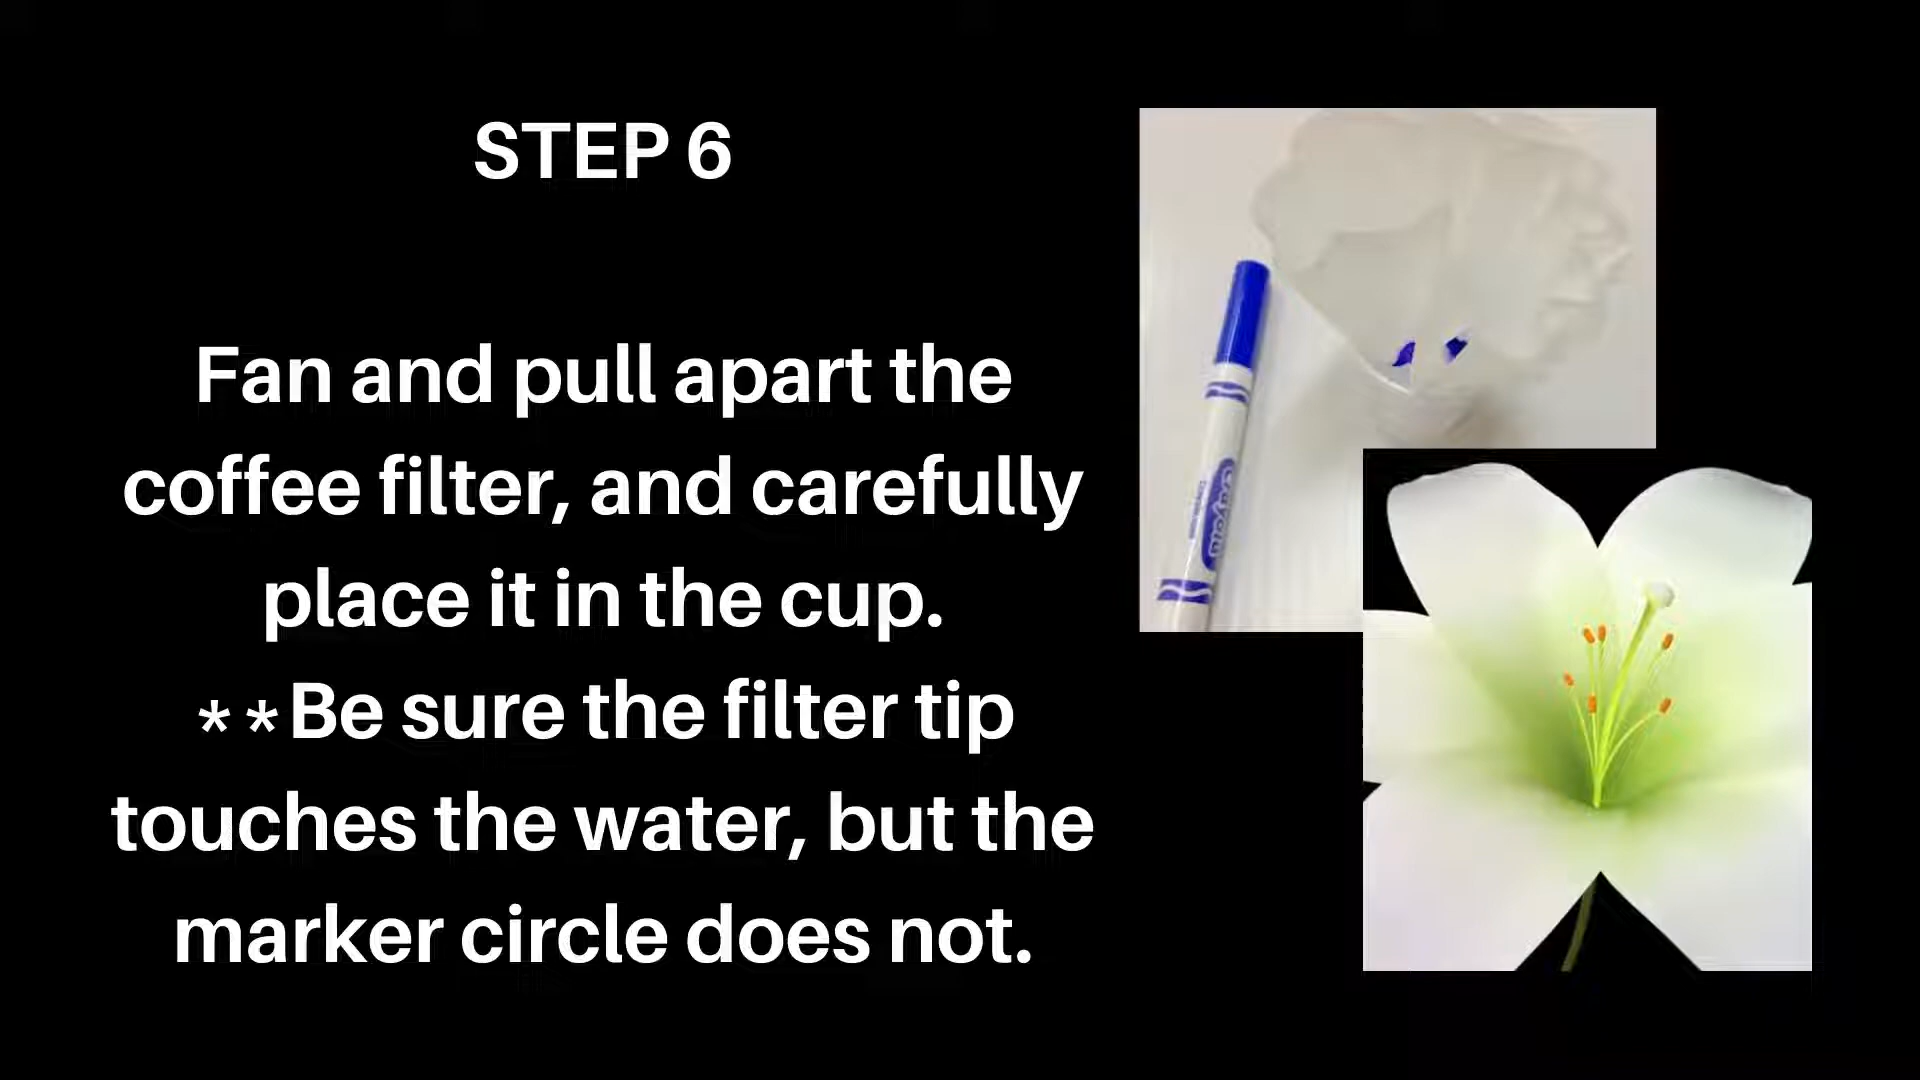 STEP 6
Fan and pull apart the
coffee filter, and carefully
place it in the cup.
**Be sure the filter tip
touches the water, but the
marker circle does not.
Crayola